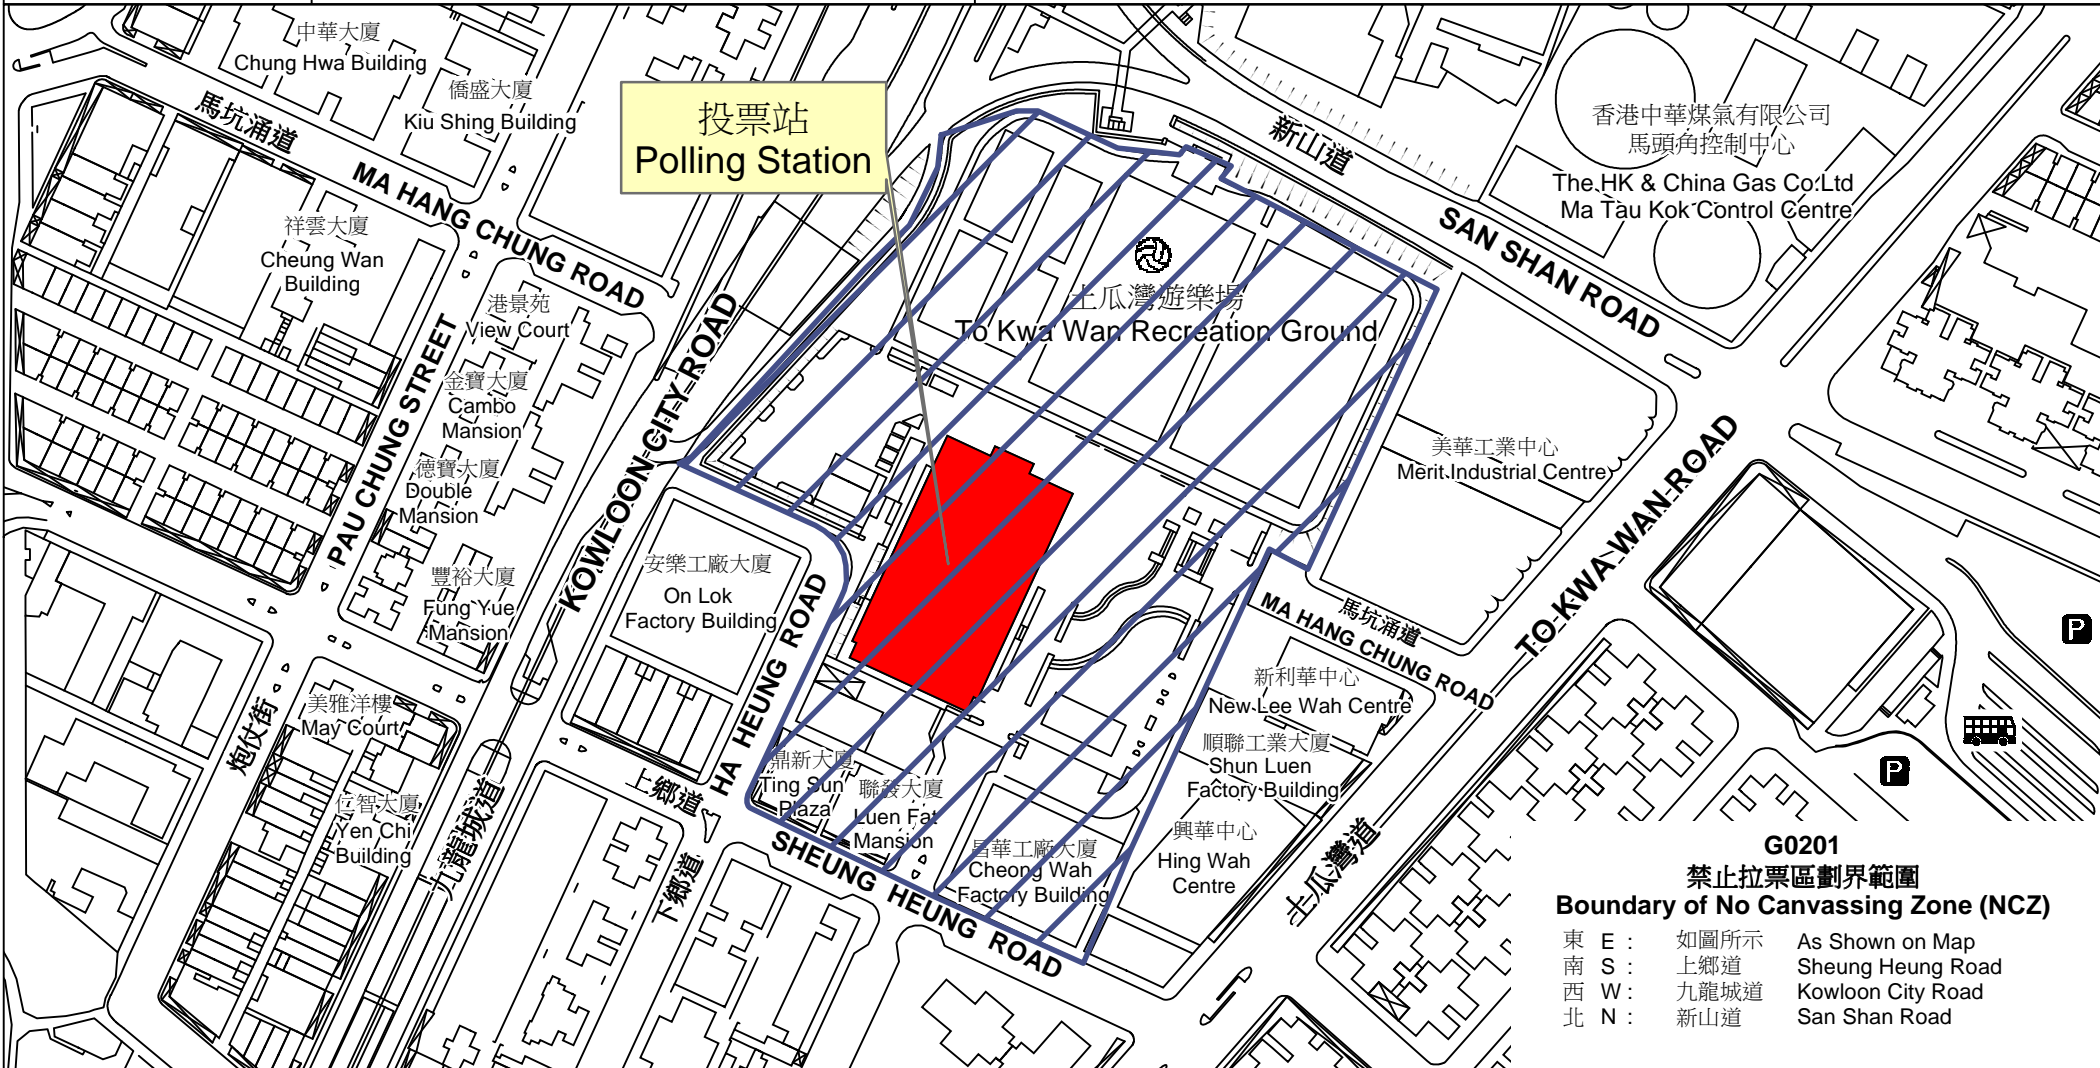 中華大廈
Chung Hwa Building
僑盛大廈
Kiu Shing Building
馬坑涌道
MA HANG CHUNG ROAD
投票站
Polling Station
新山道
SAN SHAN ROAD
香港中華煤氣有限公司
馬頭角控制中心
The HK & China Gas Co.Ltd
Ma Tau Kok Control Centre
祥雲大廈
Cheung Wan
Building
港景苑
View Court
金寶大廈
Cambo
Mansion
德寶大廈
Double
Mansion
豐裕大廈
Fung Yue
Mansion
PAU CHUNG STREET
KOWLOON CITY ROAD
土瓜灣遊樂場
To Kwa Wan Recreation Ground
美華工業中心
Merit Industrial Centre
TO KWA WAN ROAD
安樂工廠大廈
On Lok
Factory Building
HA HEUNG ROAD
馬坑涌道
MA HANG CHUNG ROAD
新利華中心
New Lee Wah Centre
順聯工業大廈
Shun Luen
Factory Building
興華中心
Hing Wah
Centre
美雅洋樓
May Court
炮仗街
仁智大廈
Yen Chi
Building
九龍城道
上鄉道
下鄉道
鼎新大廈
Ting Sun
Plaza
聯發大廈
Luen Fat
Mansion
昌華工廠大廈
Cheong Wah
Factory Building
SHEUNG HEUNG ROAD
土瓜灣道
P
P
G0201
禁止拉票區劃界範圍
Boundary of No Canvassing Zone (NCZ)
東 E : 如圖所示 As Shown on Map
南 S : 上鄉道 Sheung Heung Road
西 W : 九龍城道 Kowloon City Road
北 N : 新山道 San Shan Road